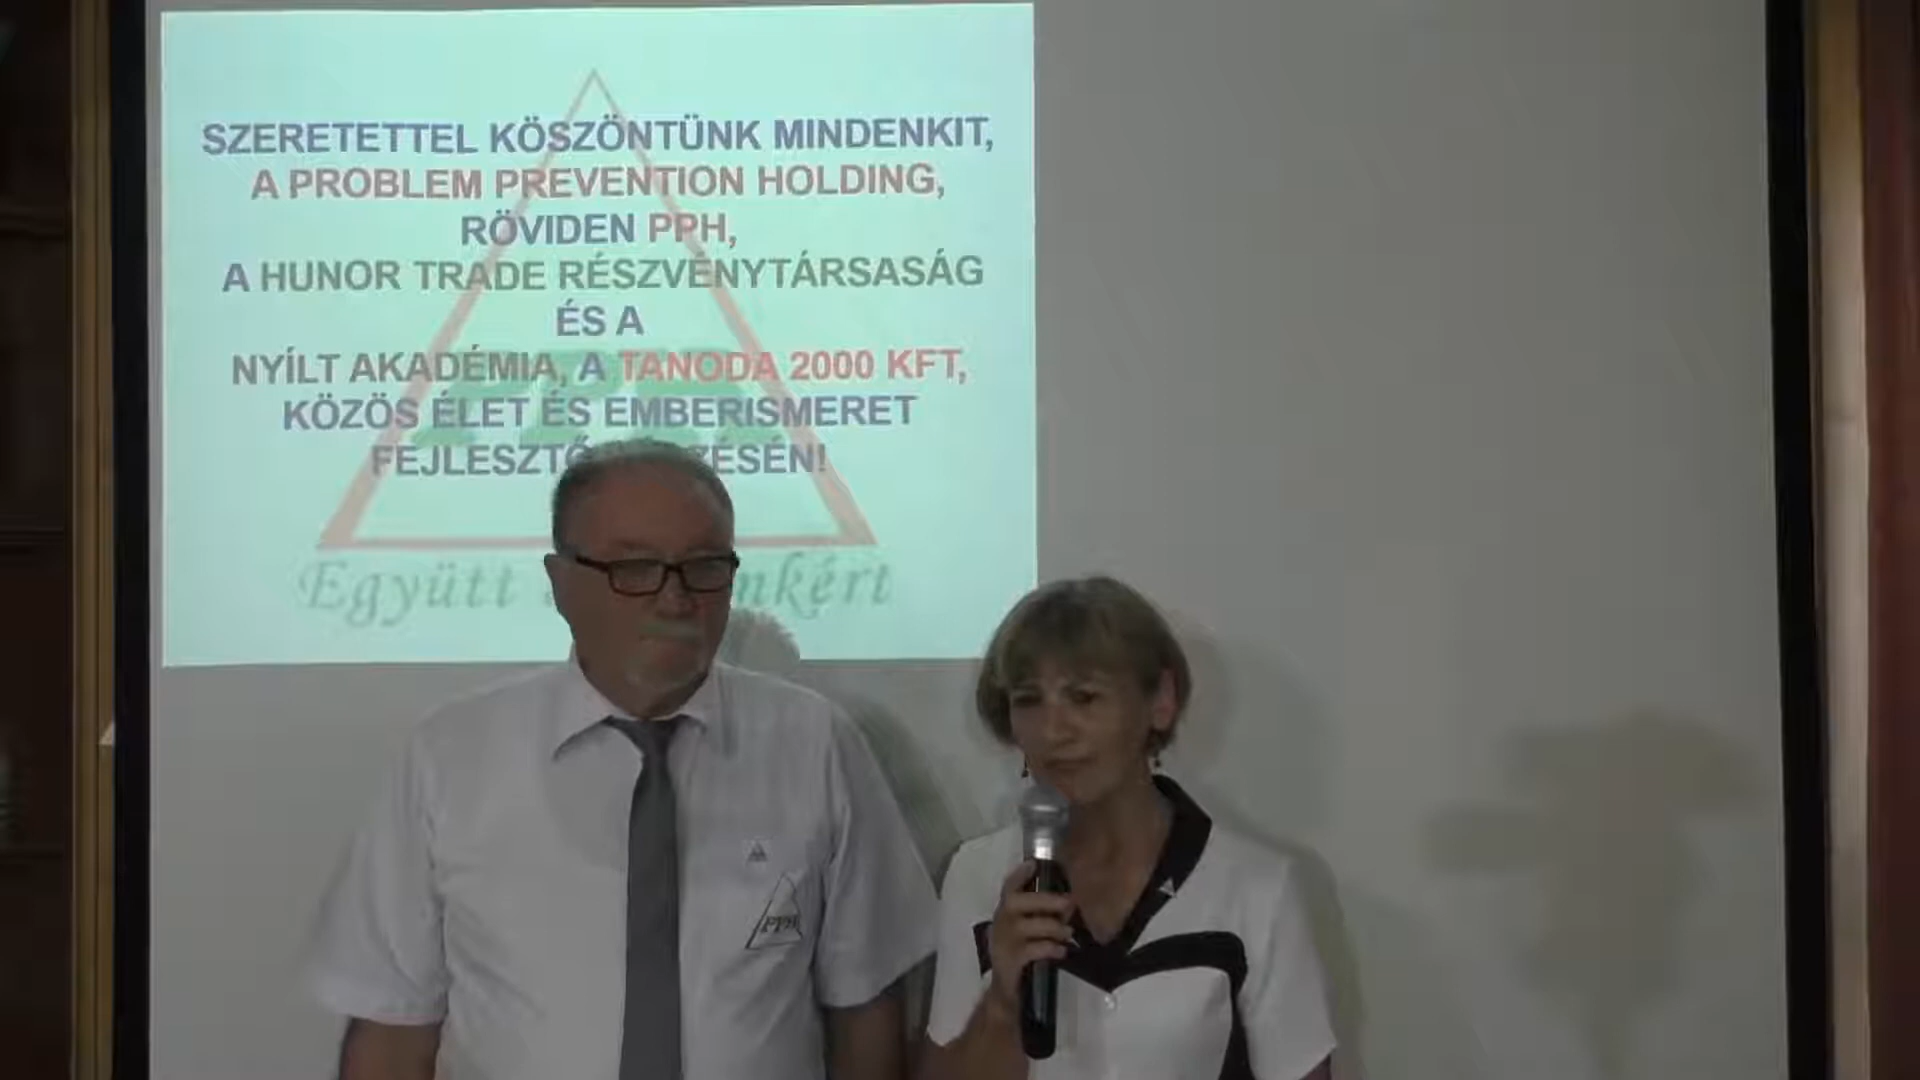 SZERETETTEL KÖSZÖNTÜNK MINDENKIT,
A PROBLEM PREVENTION HOLDING,
RÖVIDEN PPH,
A HUNOR TRADE RÉSZVÉNYTÁRSASÁG
ÉS A
NYÍLT AKADÉMIA, A TANODA 2000 KFT,
KÖZÖS ÉLET ÉS EMBERISMERET
Együtt
PPH